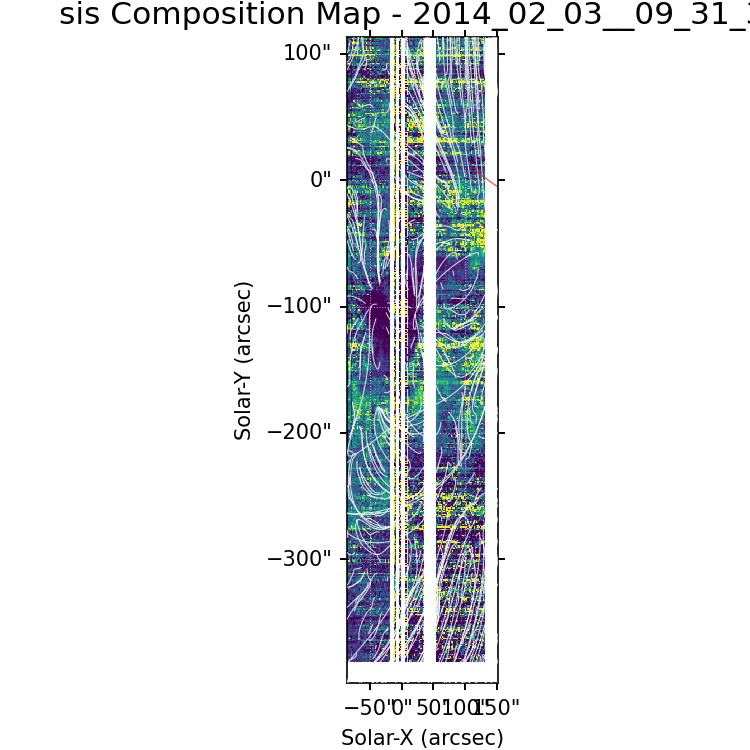 sis Composition Map - 2014_02_03__09_31_3
100"
0"
−100"
−200"
−300"
Solar-Y (arcsec)
−50" 0" 50" 100" 150"
Solar-X (arcsec)